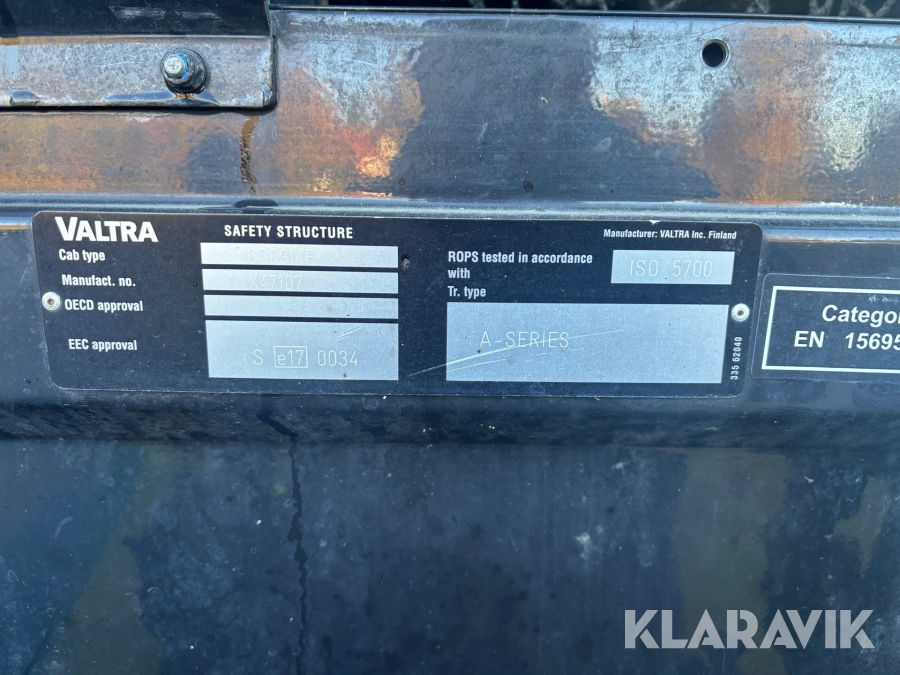 VALTRA
SAFETY STRUCTURE
Manufacturer: VALTRA Inc. Finland
Cab type
Manufact. no. X47107
OECD approval
EEC approval
S e17 0034
ROPS tested in accordance
with
ISO 5700
Tr. type
A-SERIES
335 62040
Categor
EN 15695
KLARAVIK